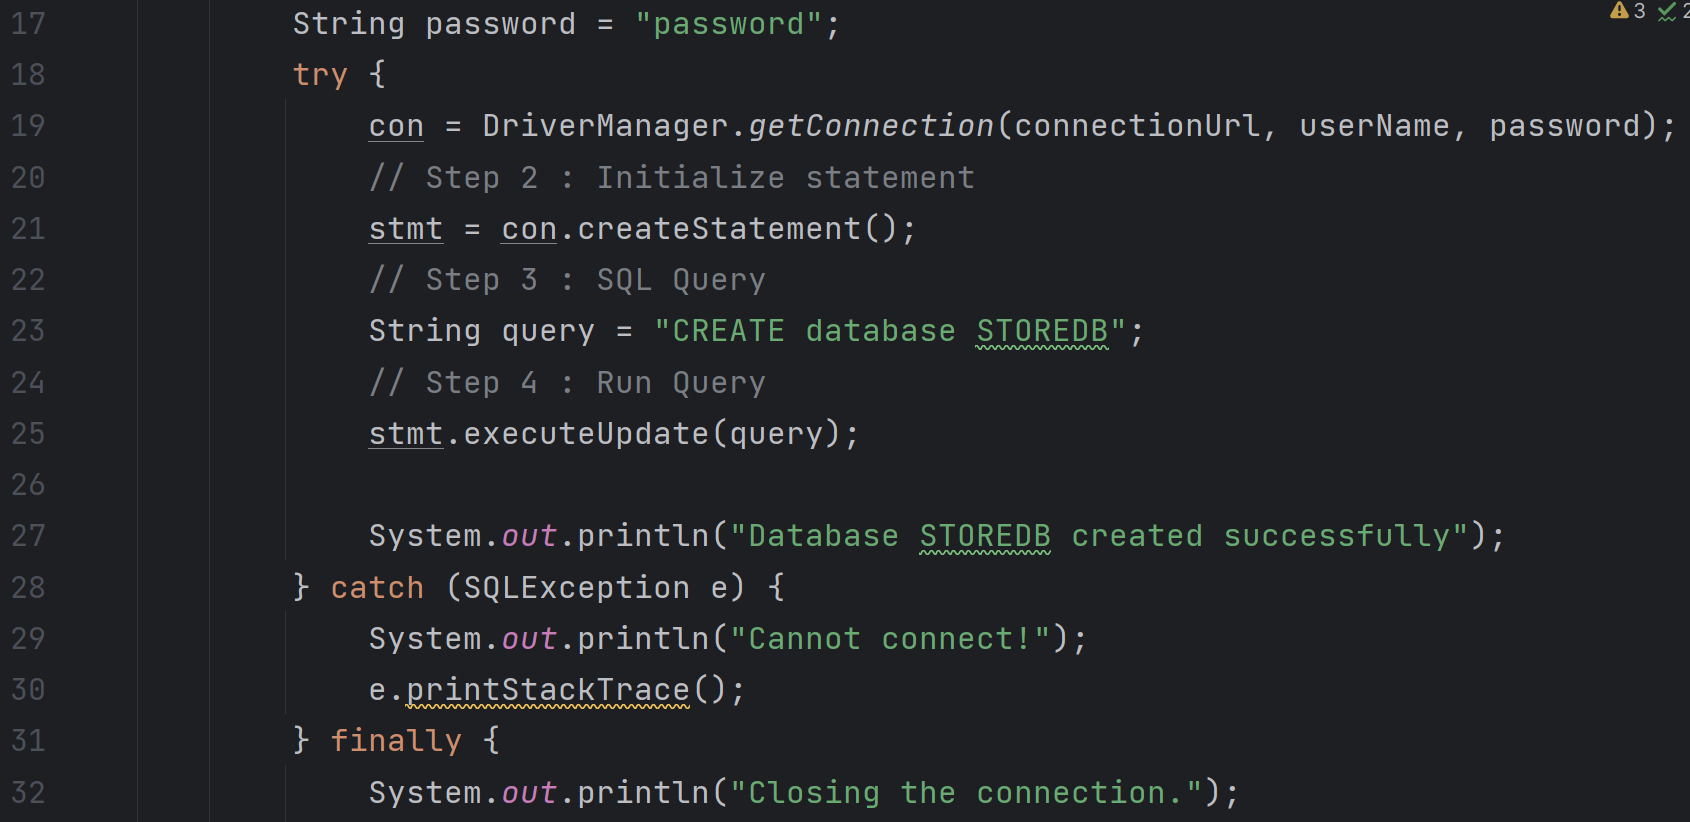 3 2
17 String password = "password";
18 try {
19 con = DriverManager.getConnection(connectionUrl, userName, password);
20 // Step 2 : Initialize statement
21 stmt = con.createStatement();
22 // Step 3 : SQL Query
23 String query = "CREATE database STOREDB";
24 // Step 4 : Run Query
25 stmt.executeUpdate(query);
26
27 System.out.println("Database STOREDB created successfully");
28 } catch (SQLException e) {
29 System.out.println("Cannot connect!");
30 e.printStackTrace();
31 } finally {
32 System.out.println("Closing the connection.");